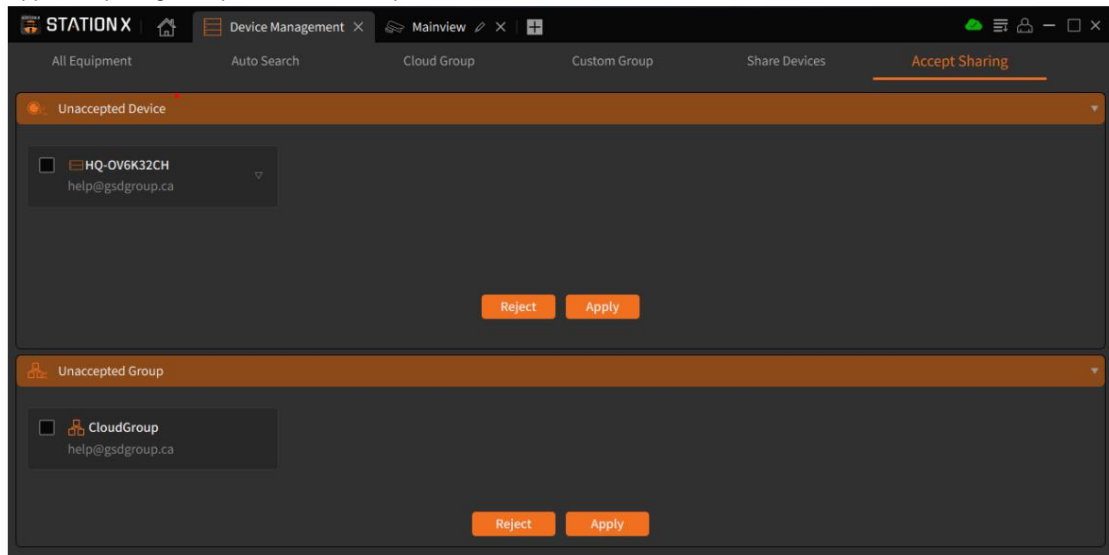 STATION X
Device Management
Mainview
All Equipment
Auto Search
Cloud Group
Custom Group
Share Devices
Accept Sharing
Unaccepted Device
HQ-OV6K32CH
help@gsdgroup.ca
Reject
Apply
Unaccepted Group
CloudGroup
help@gsdgroup.ca
Reject
Apply